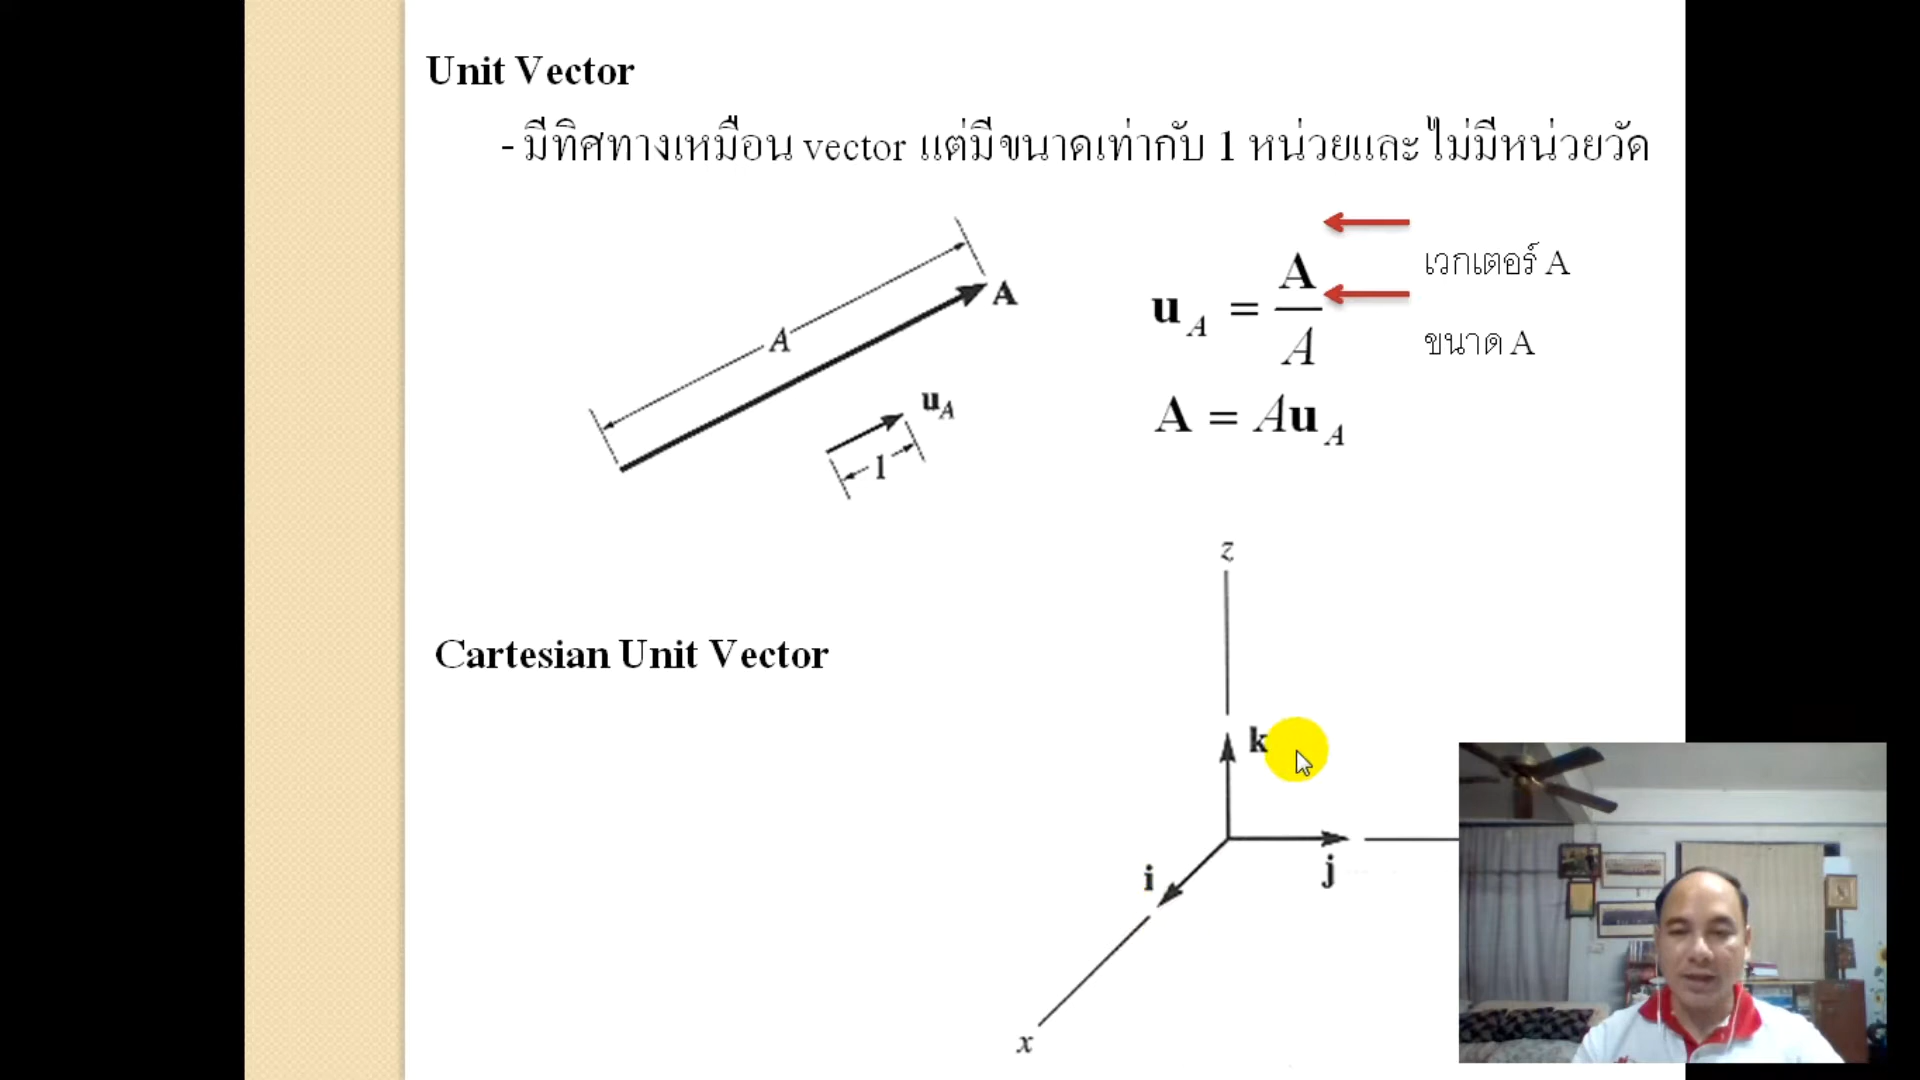 Unit Vector
- มีทิศทางเหมือน vector แต่มีขนาดเท่ากับ 1 หน่วยและ ไม่มีหน่วยวัด
A
A
u_A
1
u_A = A / A
เวกเตอร์ A
ขนาด A
A = Au_A
z
Cartesian Unit Vector
k
i
j
x